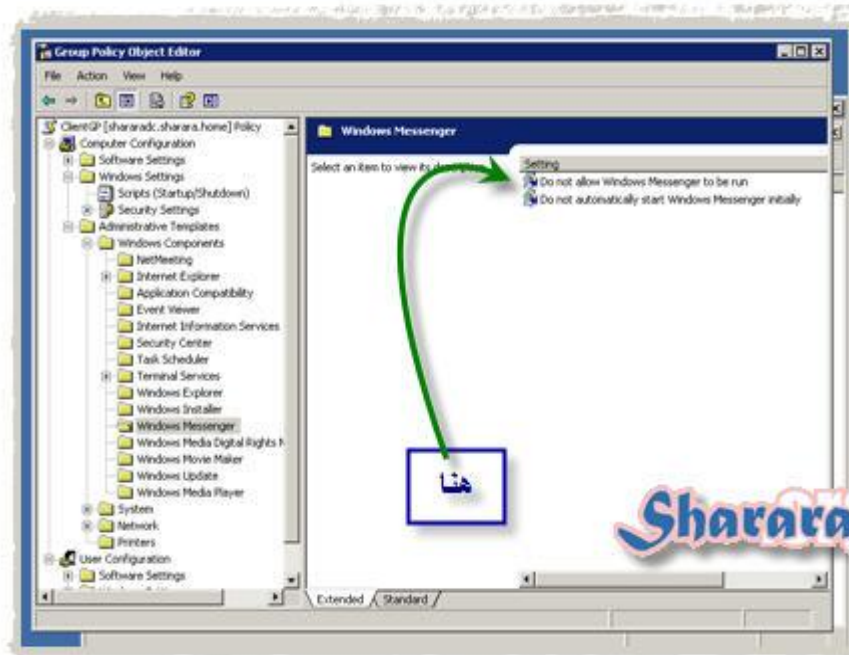 Group Policy Object Editor
File Action View Help
ClientGP [shararadc.sharara.home] Policy
Computer Configuration
Software Settings
Windows Settings
Scripts (Startup/Shutdown)
Security Settings
Administrative Templates
Windows Components
NetMeeting
Internet Explorer
Application Compatibility
Event Viewer
Internet Information Services
Security Center
Task Scheduler
Terminal Services
Windows Explorer
Windows Installer
Windows Messenger
Windows Media Digital Rights
Windows Movie Maker
Windows Update
Windows Media Player
System
Network
Printers
User Configuration
Software Settings
Windows Messenger
Select an item to view its description.
Setting
Do not allow Windows Messenger to be run
Do not automatically start Windows Messenger initially
هنا
Sharara
Extended Standard